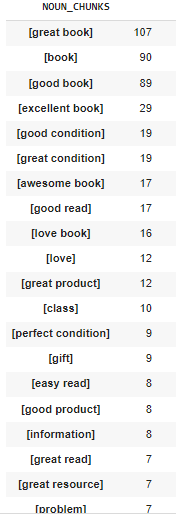 NOUN_CHUNKS
[great book] 107
[book] 90
[good book] 89
[excellent book] 29
[good condition] 19
[great condition] 19
[awesome book] 17
[good read] 17
[love book] 16
[love] 12
[great product] 12
[class] 10
[perfect condition] 9
[gift] 9
[easy read] 8
[good product] 8
[information] 8
[great read] 7
[great resource] 7
[problem] 7